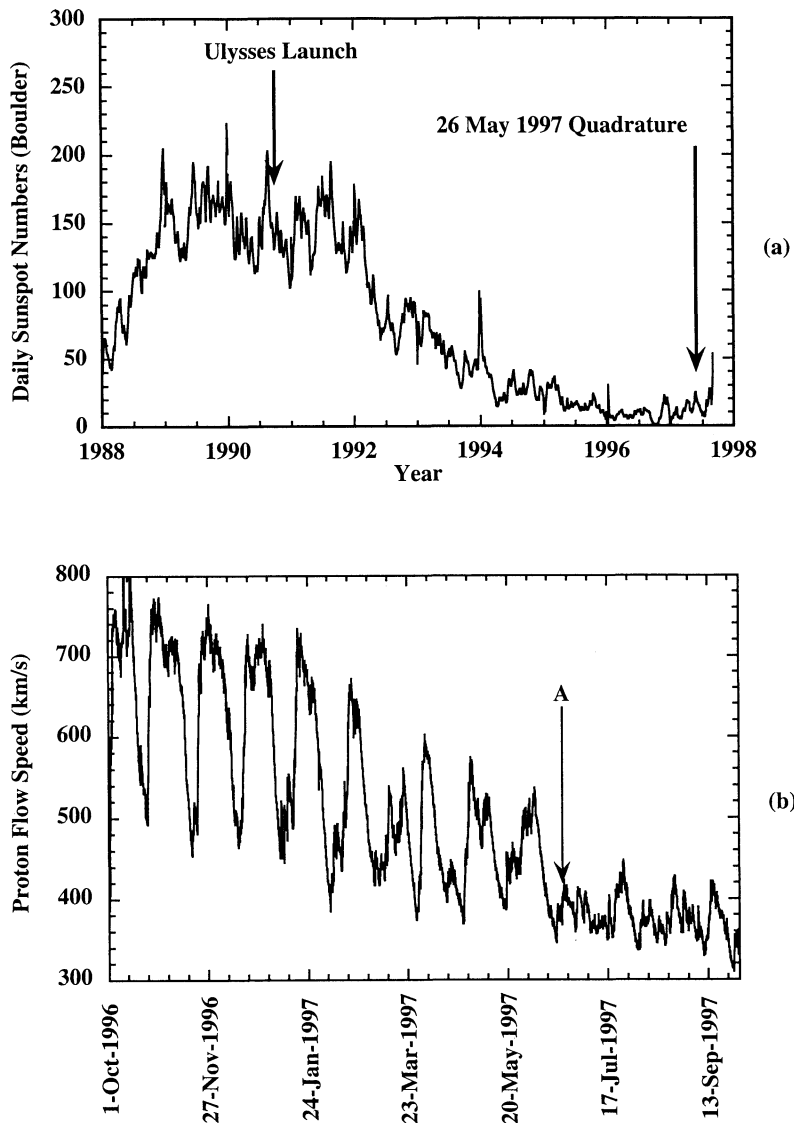 300
250
200
150
100
50
0
Daily Sunspot Numbers (Boulder)
Ulysses Launch
26 May 1997 Quadrature
(a)
1988 1990 1992 1994 1996 1998
Year
800
700
600
500
400
300
Proton Flow Speed (km/s)
A
(b)
1-Oct-1996
27-Nov-1996
24-Jan-1997
23-Mar-1997
20-May-1997
17-Jul-1997
13-Sep-1997